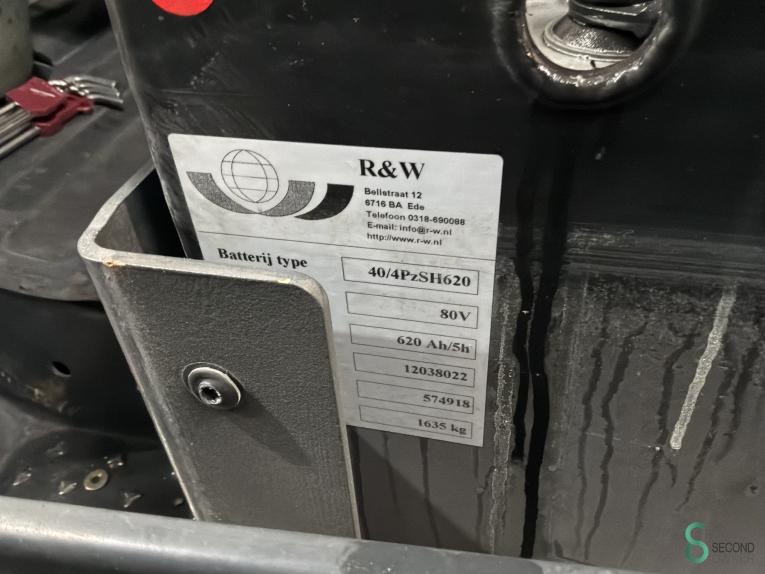 R&W
Bellstraat 12
6716 BA Ede
Telefoon 0318-690088
E-mail: info@r-w.nl
http://www.r-w.nl
Batterij type
40/4PzSH620
80V
620 Ah/5h
12038022
574918
1635 kg
SECOND
OWNER